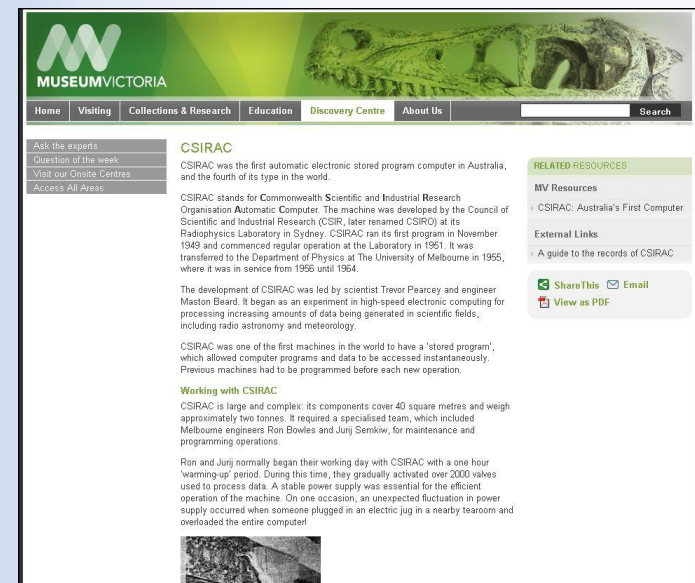 MUSEUMVICTORIA
Home Visiting Collections & Research Education Discovery Centre About Us Search
Ask the experts
Question of the week
Visit our Onsite Centres
Access All Areas
CSIRAC
CSIRAC was the first automatic electronic stored program computer in Australia,
and the fourth of its type in the world.
CSIRAC stands for Commonwealth Scientific and Industrial Research
Organisation Automatic Computer. The machine was developed by the Council of
Scientific and Industrial Research (CSIR, later renamed CSIRO) at its
Radiophysics Laboratory in Sydney. CSIRAC ran its first program in November
1949 and commenced regular operation at the Laboratory in 1951. It was
transferred to the Department of Physics at The University of Melbourne in 1955,
where it was in service from 1956 until 1964.
The development of CSIRAC was led by scientist Trevor Pearcey and engineer
Maston Beard. It began as an experiment in high-speed electronic computing for
processing increasing amounts of data being generated in scientific fields,
including radio astronomy and meteorology.
CSIRAC was one of the first machines in the world to have a 'stored program',
which allowed computer programs and data to be accessed instantaneously.
Previous machines had to be programmed before each new operation.
Working with CSIRAC
CSIRAC is large and complex: its components cover 40 square metres and weigh
approximately two tonnes. It required a specialised team, which included
Melbourne engineers Ron Bowles and Jurij Semkiw, for maintenance and
programming operations.
Ron and Jurij normally began their working day with CSIRAC with a one hour
'warming-up' period. During this time, they gradually activated over 2000 valves
used to process data. A stable power supply was essential for the efficient
operation of the machine. On one occasion, an unexpected fluctuation in power
supply occurred when someone plugged in an electric jug in a nearby tearoom and
overloaded the entire computer!
RELATED RESOURCES
MV Resources
CSIRAC: Australia's First Computer
External Links
A guide to the records of CSIRAC
ShareThis Email
View as PDF